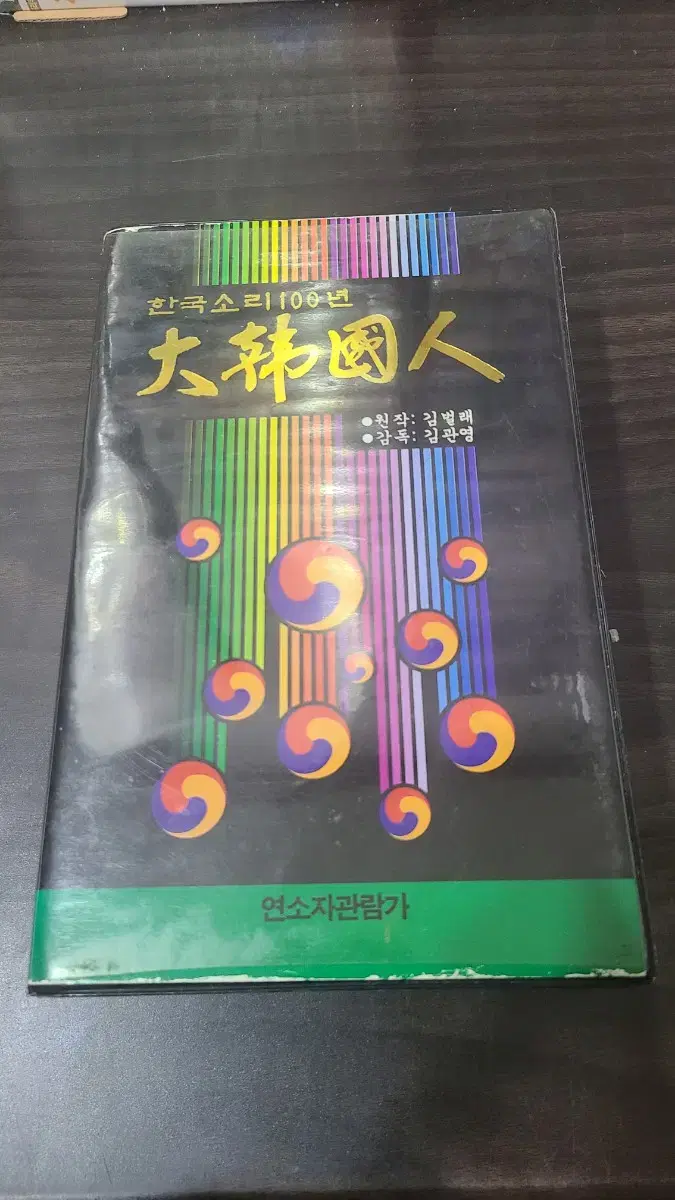 한국소리100년
大韓國人
●원작: 김벌래
●감독: 김관영
연소자관람가